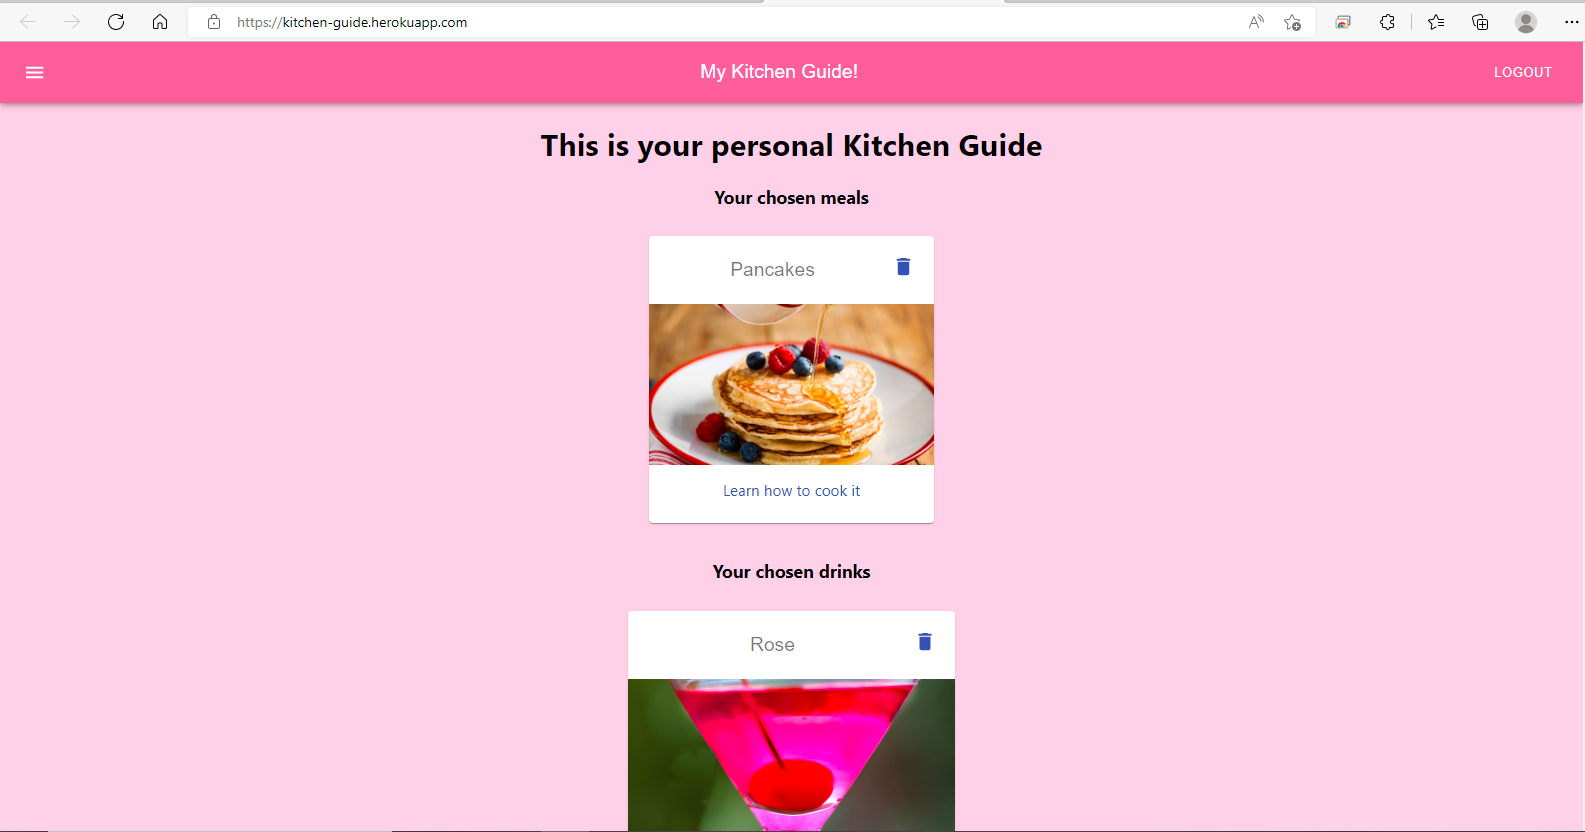 https://kitchen-guide.herokuapp.com
My Kitchen Guide!
LOGOUT
This is your personal Kitchen Guide
Your chosen meals
Pancakes
Learn how to cook it
Your chosen drinks
Rose